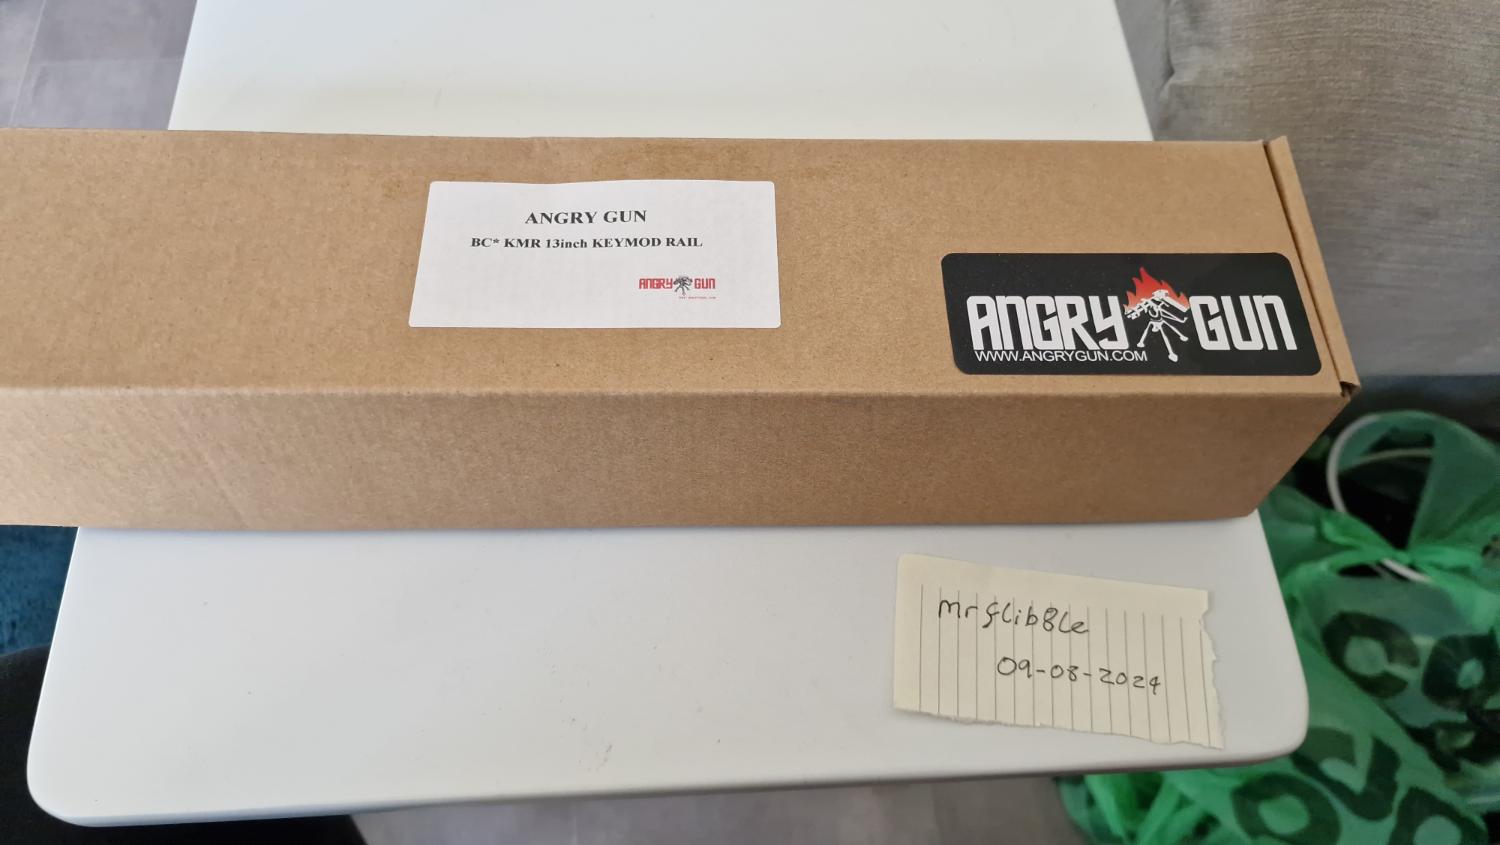 ANGRY GUN
BC* KMR 13inch KEYMOD RAIL
ANGRY GUN
ANGRY GUN
WWW.ANGRYGUN.COM
mrflibble
09-08-2024